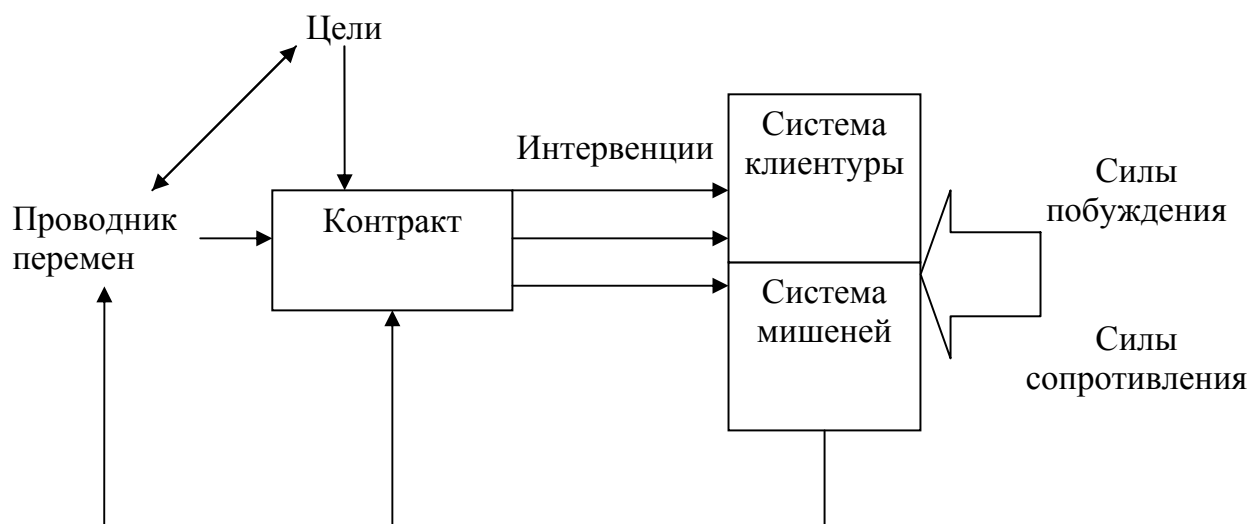 Цели
Интервенции
Система
клиентуры
Силы
побуждения
Проводник
перемен
Контракт
Система
мишеней
Силы
сопротивления